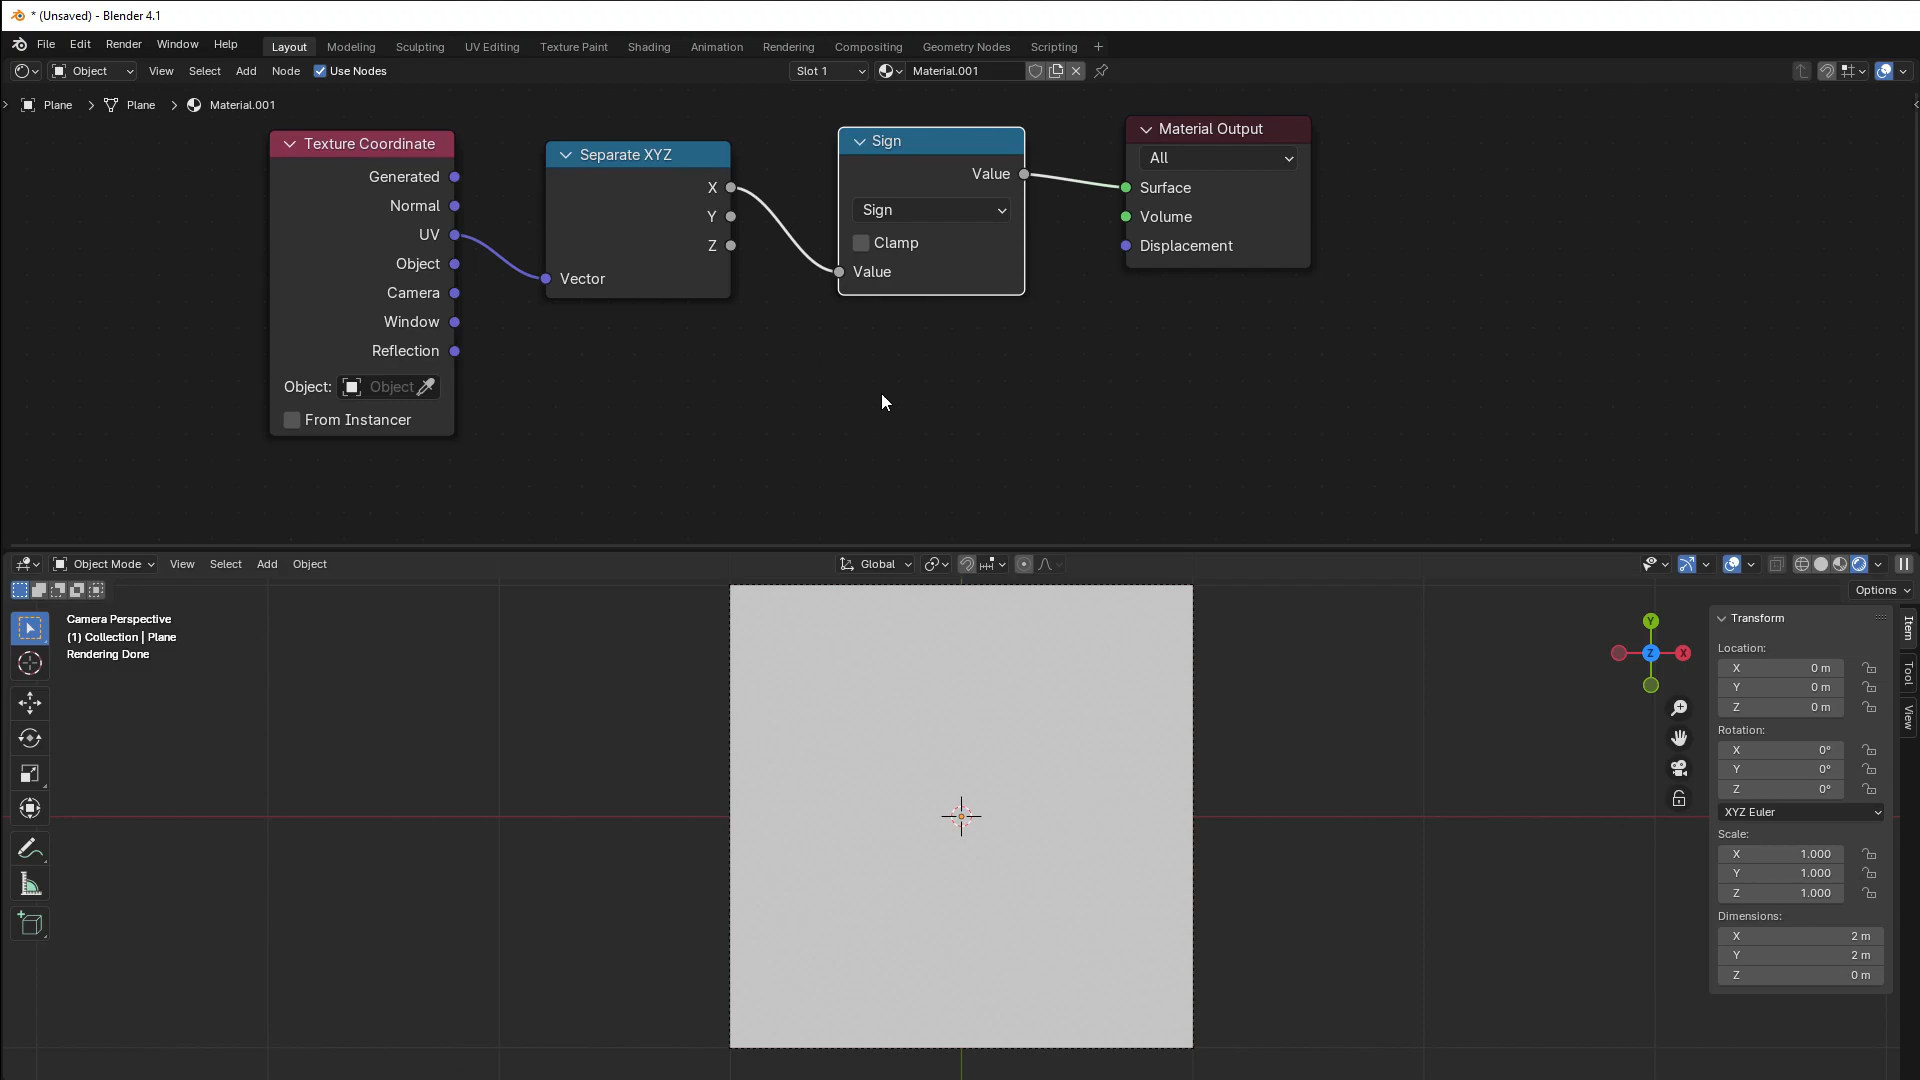 * (Unsaved) - Blender 4.1
File Edit Render Window Help Layout Modeling Sculpting UV Editing Texture Paint Shading Animation Rendering Compositing Geometry Nodes Scripting +
Object View Select Add Node Use Nodes Slot 1 Material.001
Plane Plane Material.001
Texture Coordinate
Generated
Normal
UV
Object
Camera
Window
Reflection
Object: Object
From Instancer
Separate XYZ
X
Y
Z
Vector
Sign
Value
Sign
Clamp
Value
Material Output
All
Surface
Volume
Displacement
Object Mode View Select Add Object Global
Options
Camera Perspective
(1) Collection | Plane
Rendering Done
Y
Z X
Transform
Location:
X 0 m
Y 0 m
Z 0 m
Rotation:
X 0°
Y 0°
Z 0°
XYZ Euler
Scale:
X 1.000
Y 1.000
Z 1.000
Dimensions:
X 2 m
Y 2 m
Z 0 m
Item
Tool
View